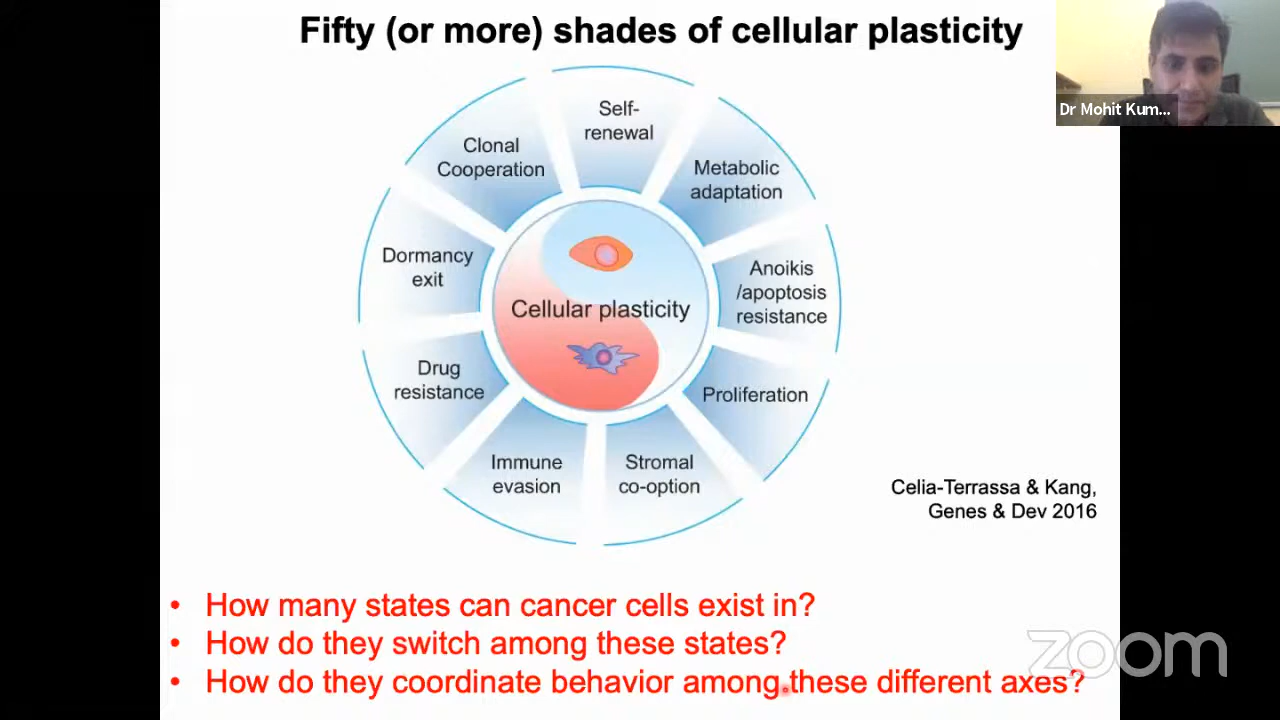 Fifty (or more) shades of cellular plasticity
Dr Mohit Kum...
Self-
renewal
Metabolic
adaptation
Anoikis
/apoptosis
resistance
Proliferation
Stromal
co-option
Immune
evasion
Drug
resistance
Dormancy
exit
Clonal
Cooperation
Cellular plasticity
Celia-Terrassa & Kang,
Genes & Dev 2016
• How many states can cancer cells exist in?
• How do they switch among these states?
• How do they coordinate behavior among these different axes?
zoom